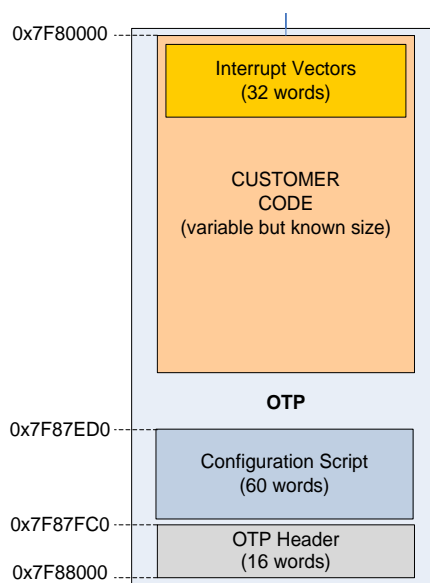 0x7F80000
Interrupt Vectors
(32 words)
CUSTOMER
CODE
(variable but known size)
OTP
0x7F87ED0
Configuration Script
(60 words)
0x7F87FC0
OTP Header
(16 words)
0x7F88000